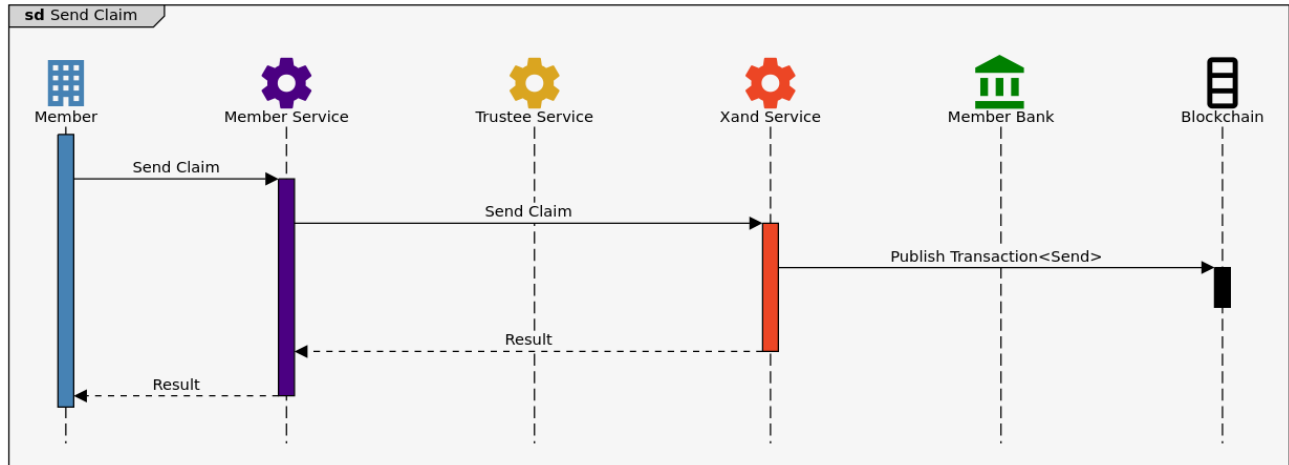 sd Send Claim
Member
Member Service
Trustee Service
Xand Service
Member Bank
Blockchain
Send Claim
Send Claim
Publish Transaction<Send>
Result
Result